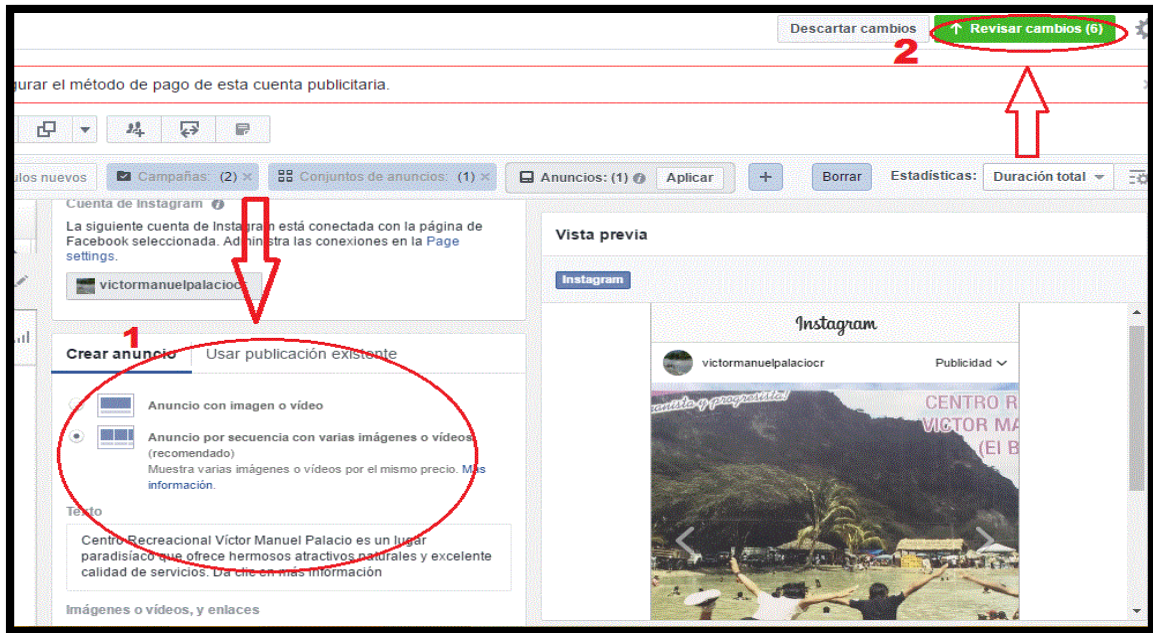 Descartar cambios
Revisar cambios (6)
2
gurar el método de pago de esta cuenta publicitaria.
ulos nuevos
Campañas: (2)
Conjuntos de anuncios: (1)
Anuncios: (1)
Aplicar
+
Borrar
Estadísticas:
Duración total
Cuenta de Instagram
La siguiente cuenta de Instagram está conectada con la página de
Facebook seleccionada. Administra las conexiones en la Page
settings.
victormanuelpalaciocr
1
Crear anuncio
Usar publicación existente
Anuncio con imagen o vídeo
Anuncio por secuencia con varias imágenes o vídeos
(recomendado)
Muestra varias imágenes o vídeos por el mismo precio. Más
información.
Texto
Centro Recreacional Víctor Manuel Palacio es un lugar
paradisíaco que ofrece hermosos atractivos naturales y excelente
calidad de servicios. Da clic en más información
Imágenes o vídeos, y enlaces
Vista previa
Instagram
Instagram
victormanuelpalaciocr
Publicidad
anista y progresista!
CENTRO R
VICTOR MA
(El B